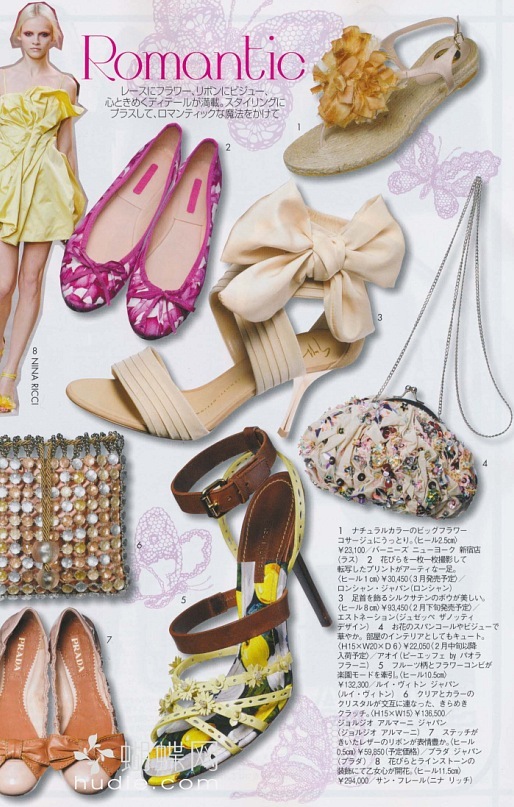 Romantic
レースにフラワー、リボンにビジュー、
心ときめくディテールが満載。スタイリングに
プラスして、ロマンティックな魔法をかけて
1
2
3
8 NINA RICCI
4
6
5
7
PRADA
PRADA
1 ナチュラルカラーのビッグフラワー
コサージュにうっとり。(ヒール2.5cm)
¥23,100/バーニーズ ニューヨーク 新宿店
(ラス) 2 花びらを一枚一枚撮影して
転写したプリントがアーティな一足。
(ヒール1cm)¥30,450(3月発売予定)/
ロンシャン・ジャパン(ロンシャン)
足首を飾るシルクサテンのボウが美しい。
(ヒール8cm)¥93,450(2月下旬発売予定)/
エストネーション(ジュゼッペ ザノッティ
デザイン) 4 お花のスパンコールやビジューで
華やか。部屋のインテリアとしてもキュート。
(H15×W20×D6)¥22,050(2月中旬以降
入荷予定)/アオイ(ビーエッフェ by パオラ
フラーニ) 5 フルーツ柄とフラワーコンビが
楽園モードを牽引。(ヒール10.5cm)
¥132,300/ルイ・ヴィトン ジャパン
(ルイ・ヴィトン) 6 クリアとカラーの
クリスタルが交互に連なった、きらめき
クラッチ。(H15×W15)¥136,500/
ジョルジオ アルマーニ ジャパン
(ジョルジオ アルマーニ) 7 ステッチが
きいたレザーのリボンが表情豊か。(ヒール
0.5cm)¥59,850(予定価格)/プラダ ジャパン
(プラダ) 8 花びらとラインストーンの
装飾にて乙女心が開花。(ヒール11.5cm)
¥294,000/サン・フレール(ニナ リッチ)
蝴蝶网
hudie.com